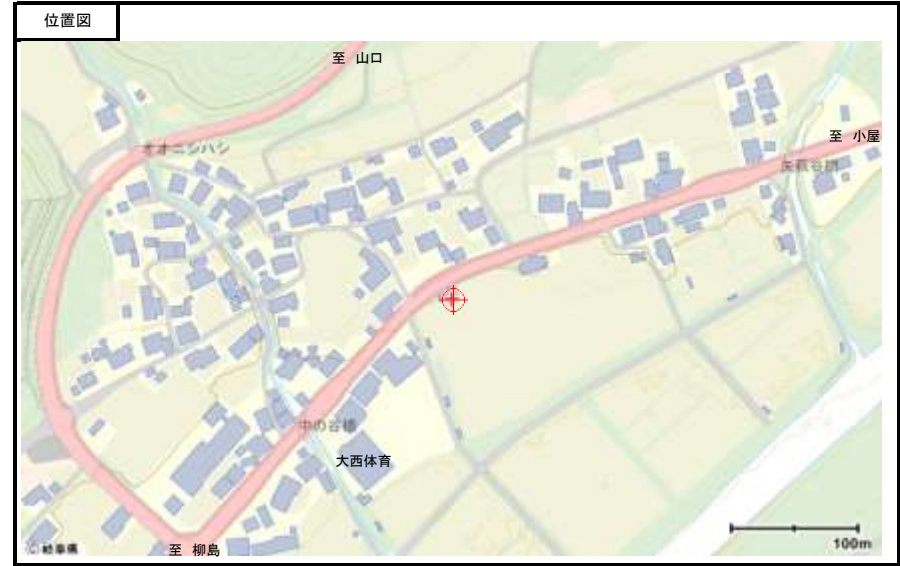 位置図
至 山口
オオニシハシ
至 小屋
矢萩谷橋
中の谷橋
大西体育
100m
© 岐阜県
至 柳島